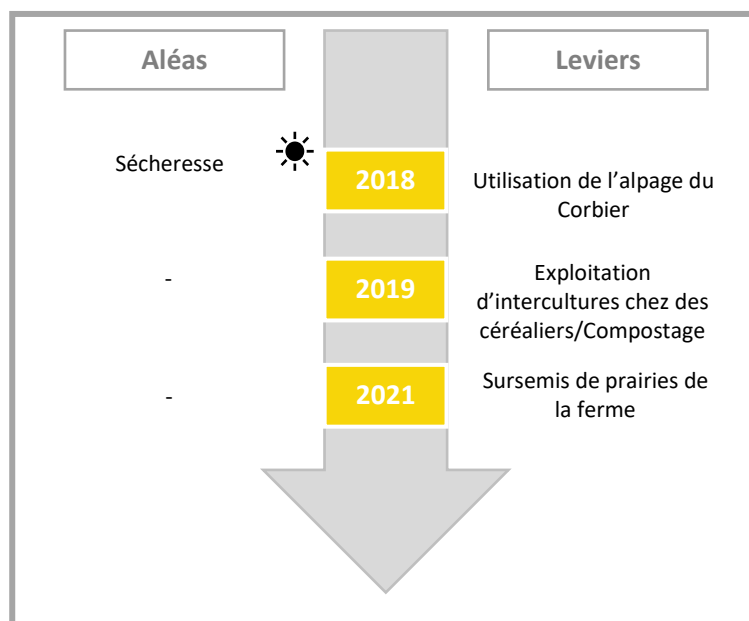 Aléas
Leviers
Sécheresse
2018
Utilisation de l’alpage du
Corbier
-
2019
Exploitation
d’intercultures chez des
céréaliers/Compostage
-
2021
Sursemis de prairies de
la ferme